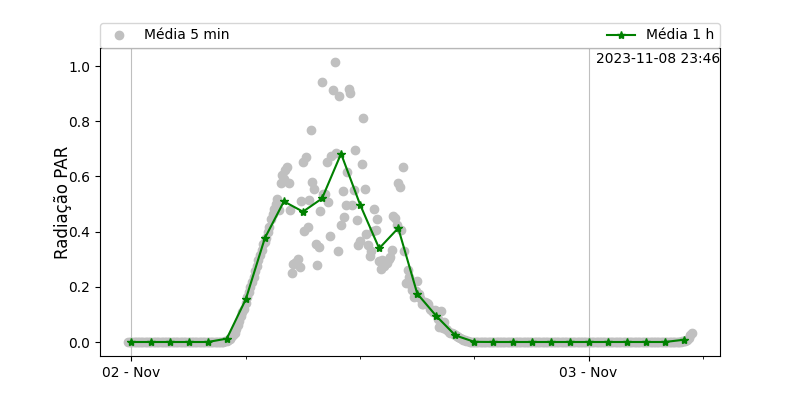 Média 5 min
Média 1 h
2023-11-08 23:46
1.0
0.8
0.6
0.4
0.2
0.0
Radiação PAR
02 - Nov
03 - Nov